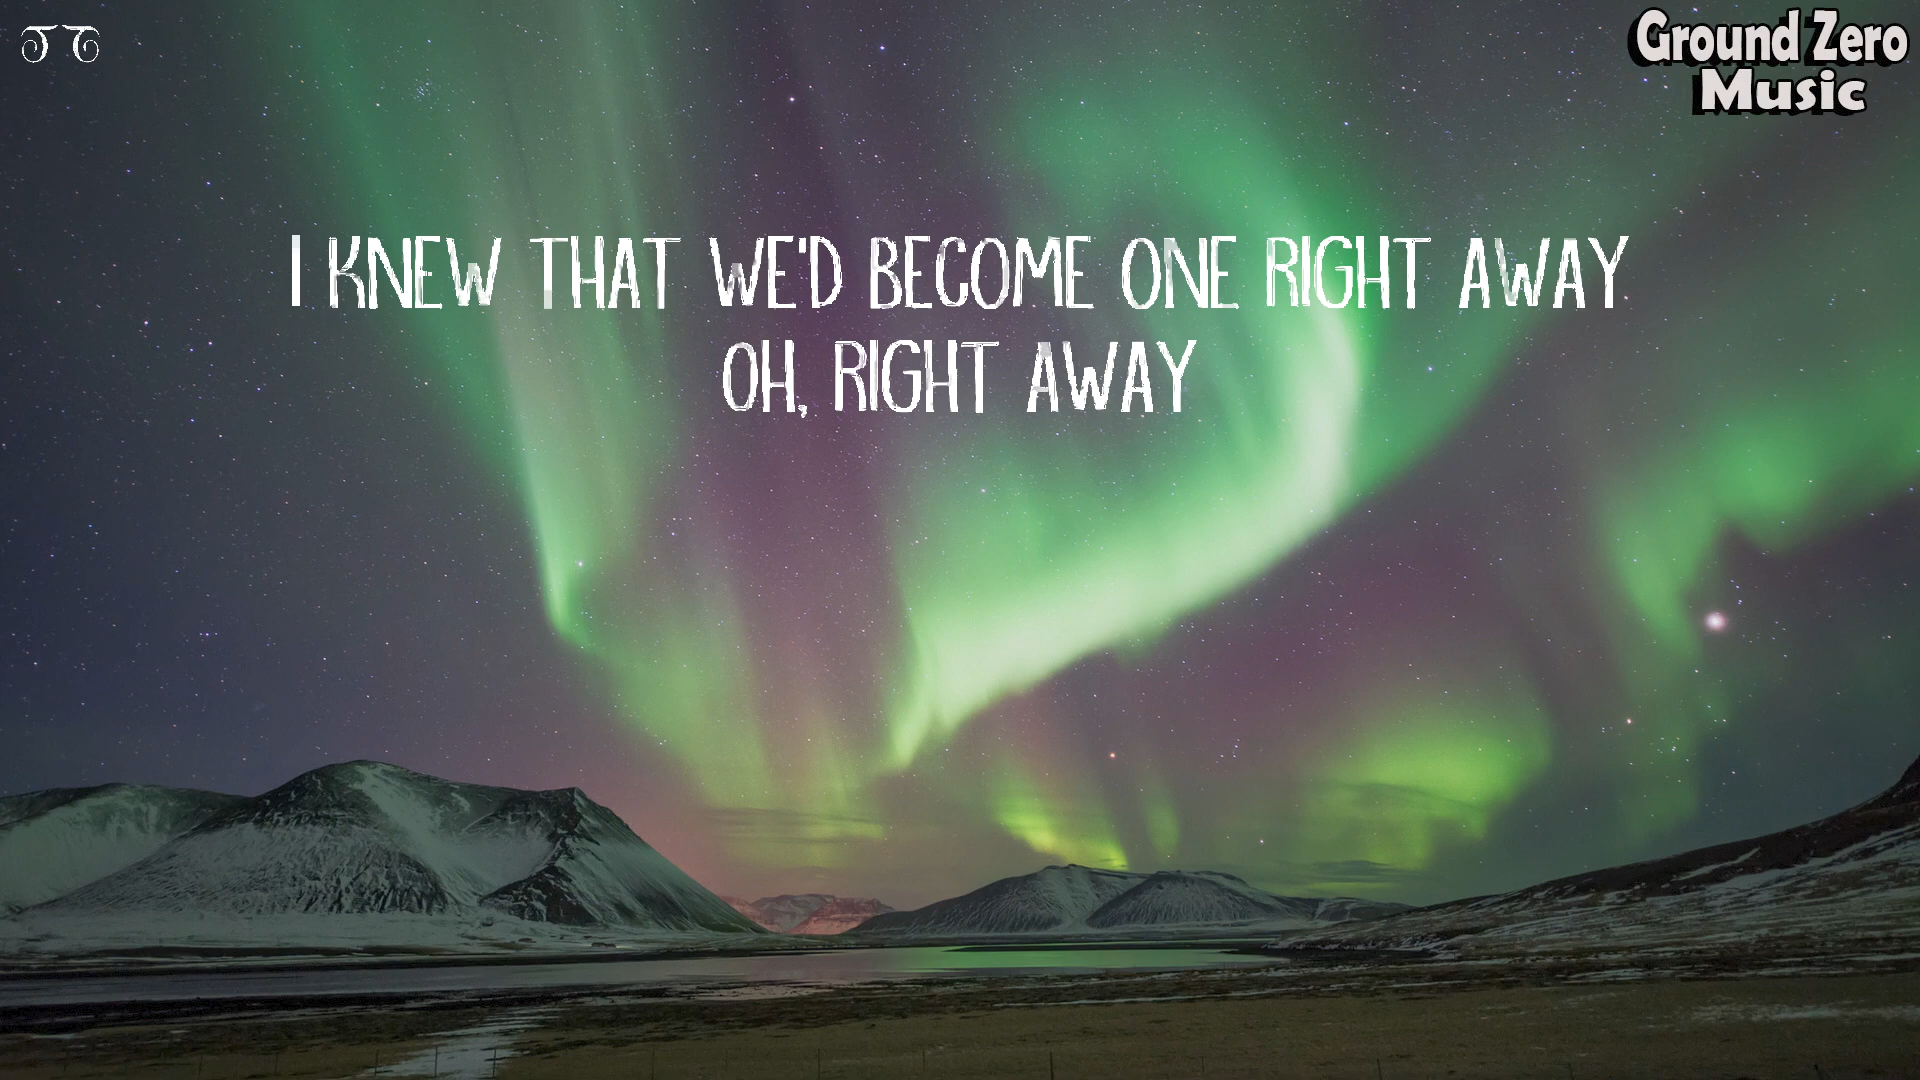 Ground Zero
Music
I KNEW THAT WE'D BECOME ONE RIGHT AWAY
OH, RIGHT AWAY